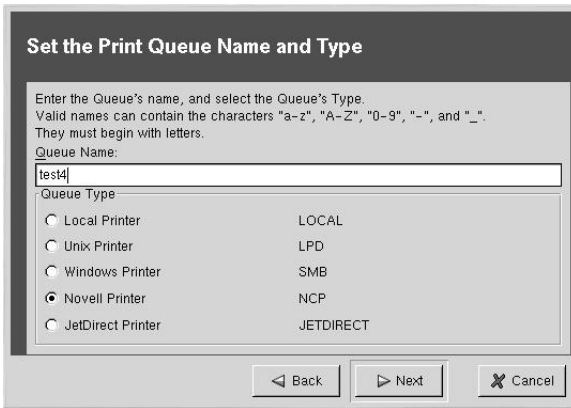 Set the Print Queue Name and Type
Enter the Queue's name, and select the Queue's Type.
Valid names can contain the characters "a-z", "A-Z", "0-9", "-", and "_".
They must begin with letters.
Queue Name:
test4
Queue Type
Local Printer LOCAL
Unix Printer LPD
Windows Printer SMB
Novell Printer NCP
JetDirect Printer JETDIRECT
Back Next Cancel